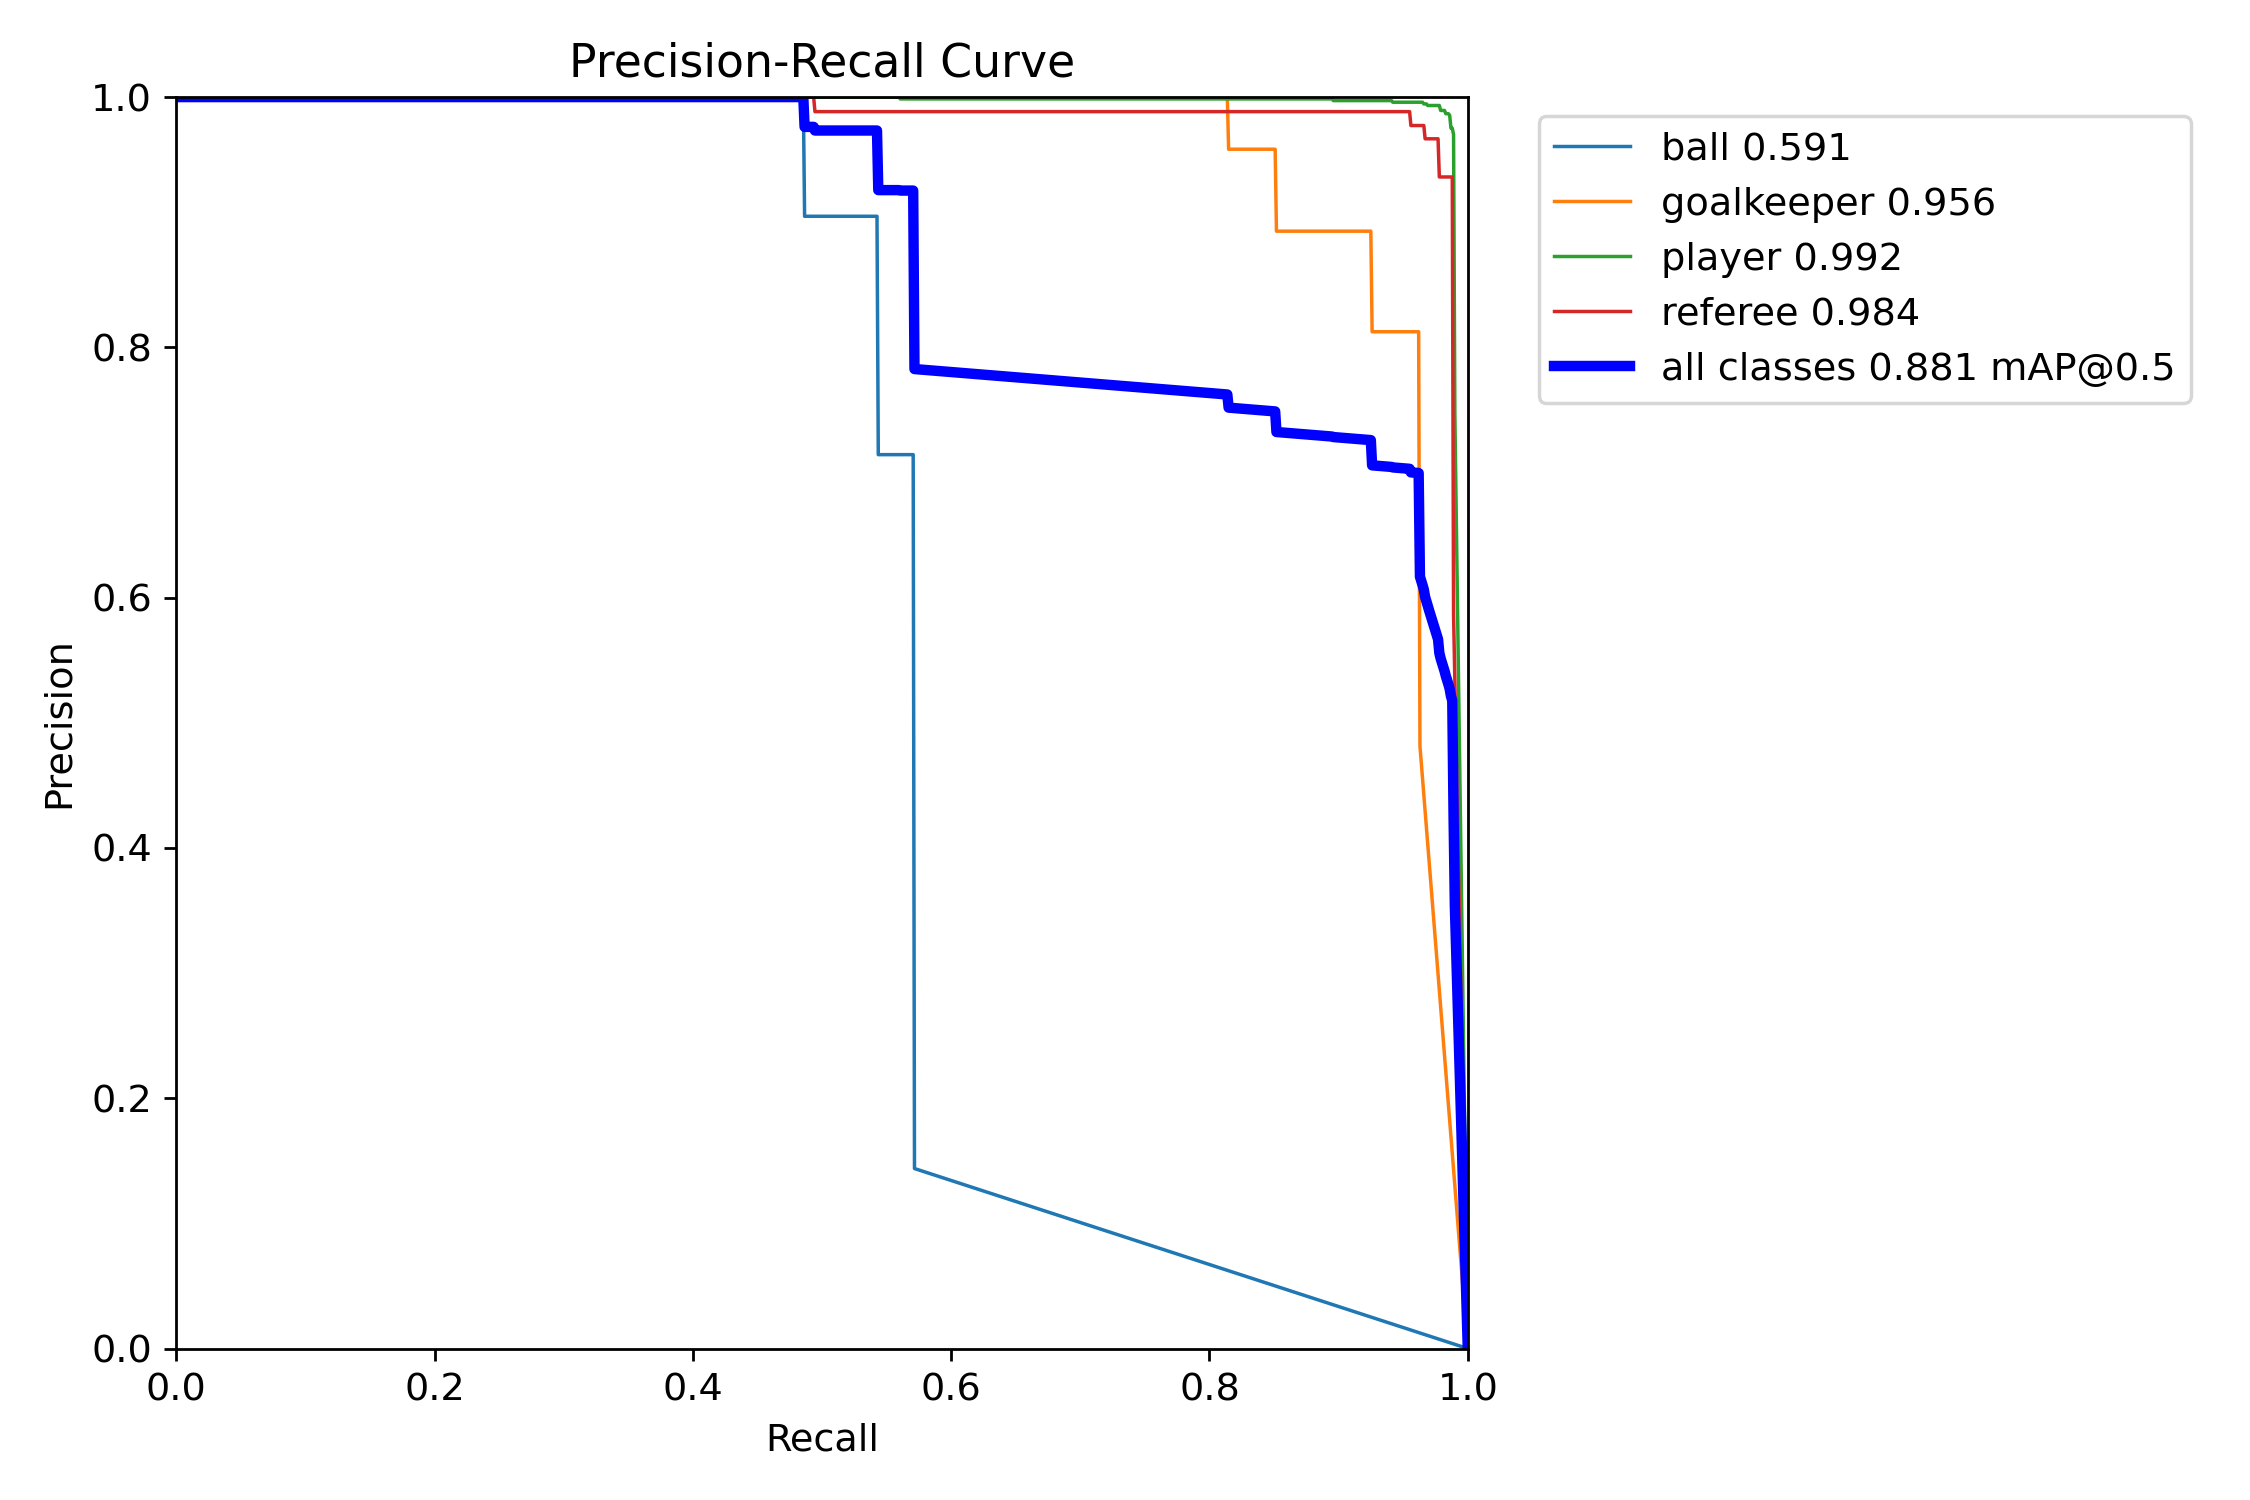 Precision-Recall Curve
1.0
0.8
0.6
0.4
0.2
0.0
Precision
0.0 0.2 0.4 0.6 0.8 1.0
Recall
ball 0.591
goalkeeper 0.956
player 0.992
referee 0.984
all classes 0.881 mAP@0.5